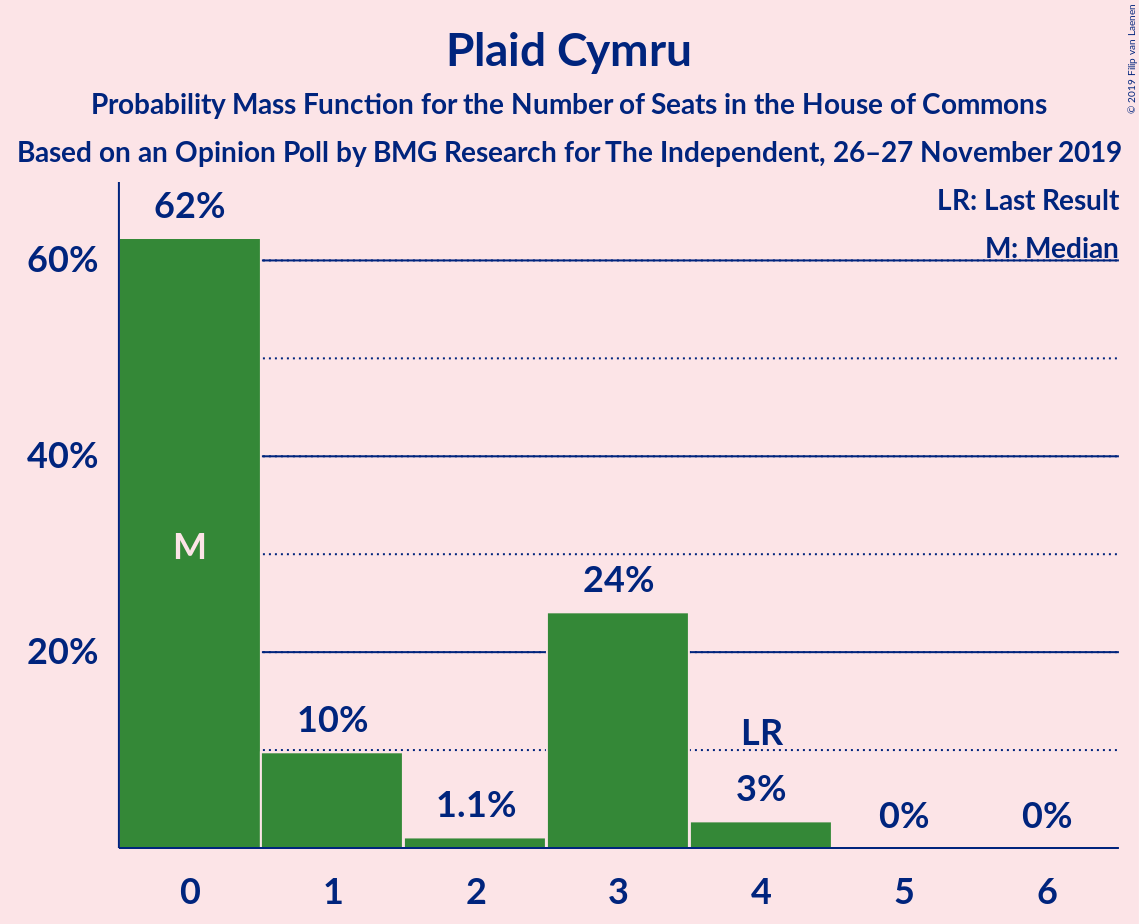 Plaid Cymru
Probability Mass Function for the Number of Seats in the House of Commons
Based on an Opinion Poll by BMG Research for The Independent, 26–27 November 2019
© 2019 Filip van Laenen
LR: Last Result
M: Median
62%
60%
40%
M
24%
20%
10%
LR
3%
1.1%
0%
0%
0
1
2
3
4
5
6